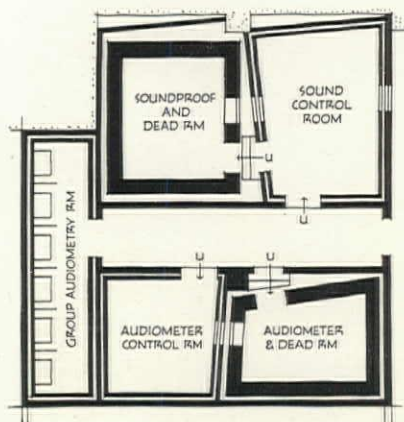 SOUNDPROOF
AND
DEAD RM
SOUND
CONTROL
ROOM
U
U
GROUP AUDIOMETRY RM
U
U
AUDIOMETER
CONTROL RM
AUDIOMETER
& DEAD RM